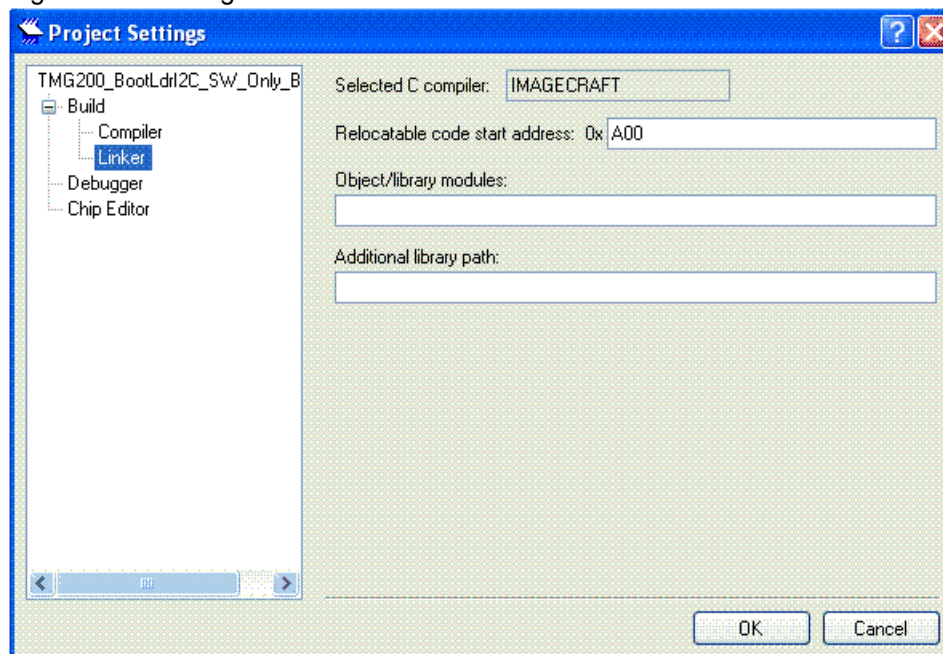 Project Settings
TMG200_BootLdrI2C_SW_Only_B
Build
Compiler
Linker
Debugger
Chip Editor
Selected C compiler: IMAGECRAFT
Relocatable code start address: 0x A00
Object/library modules:
Additional library path:
OK Cancel